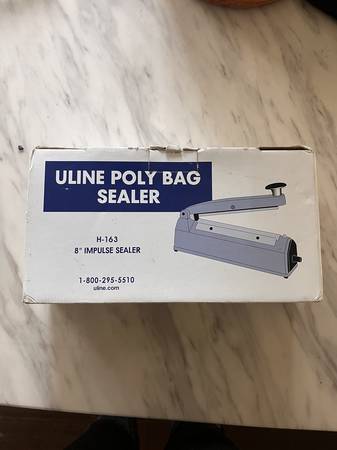 ULINE POLY BAG
SEALER
H-163
8" IMPULSE SEALER
1-800-295-5510
uline.com